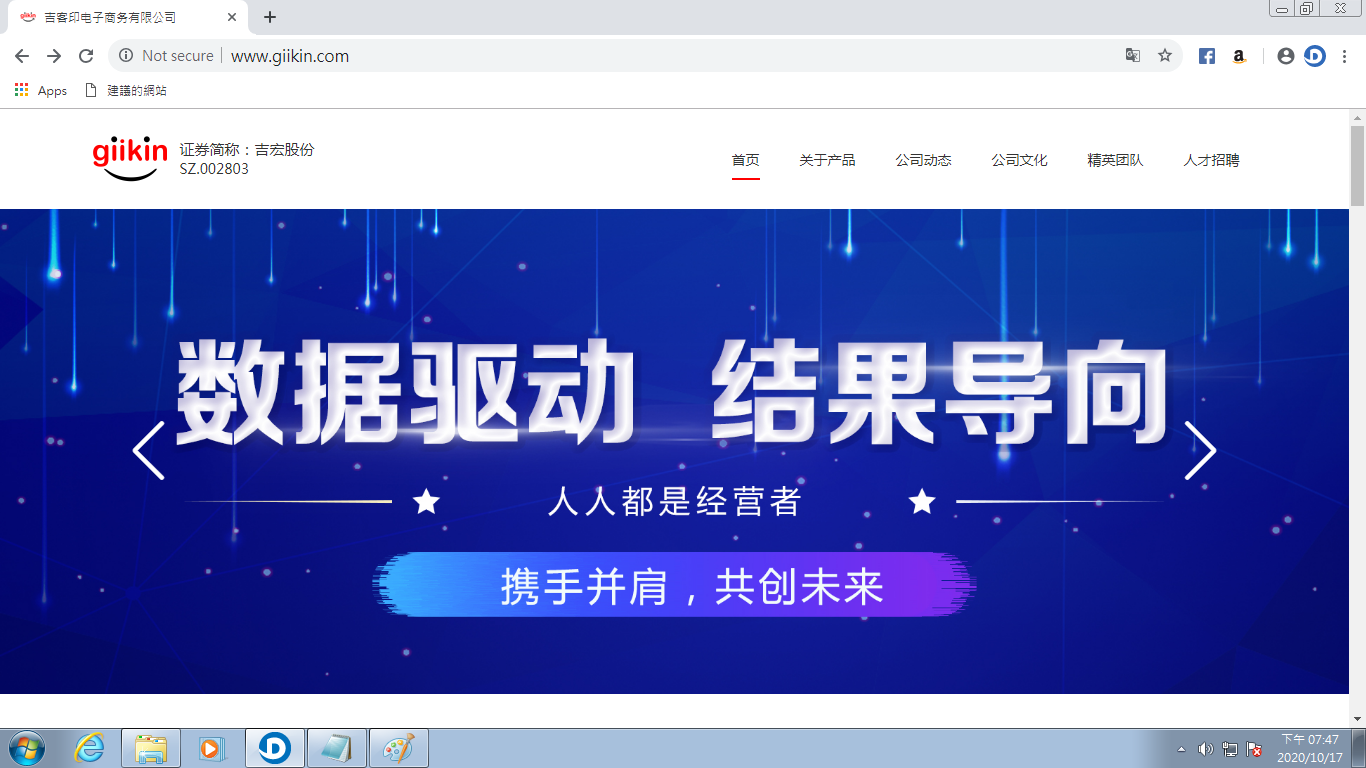 吉客印电子商务有限公司
Not secure
www.giikin.com
Apps
建議的網站
giikin
证券简称：吉宏股份
SZ.002803
首页
关于产品
公司动态
公司文化
精英团队
人才招聘
数据驱动 结果导向
人人都是经营者
携手并肩，共创未来
下午 07:47
2020/10/17